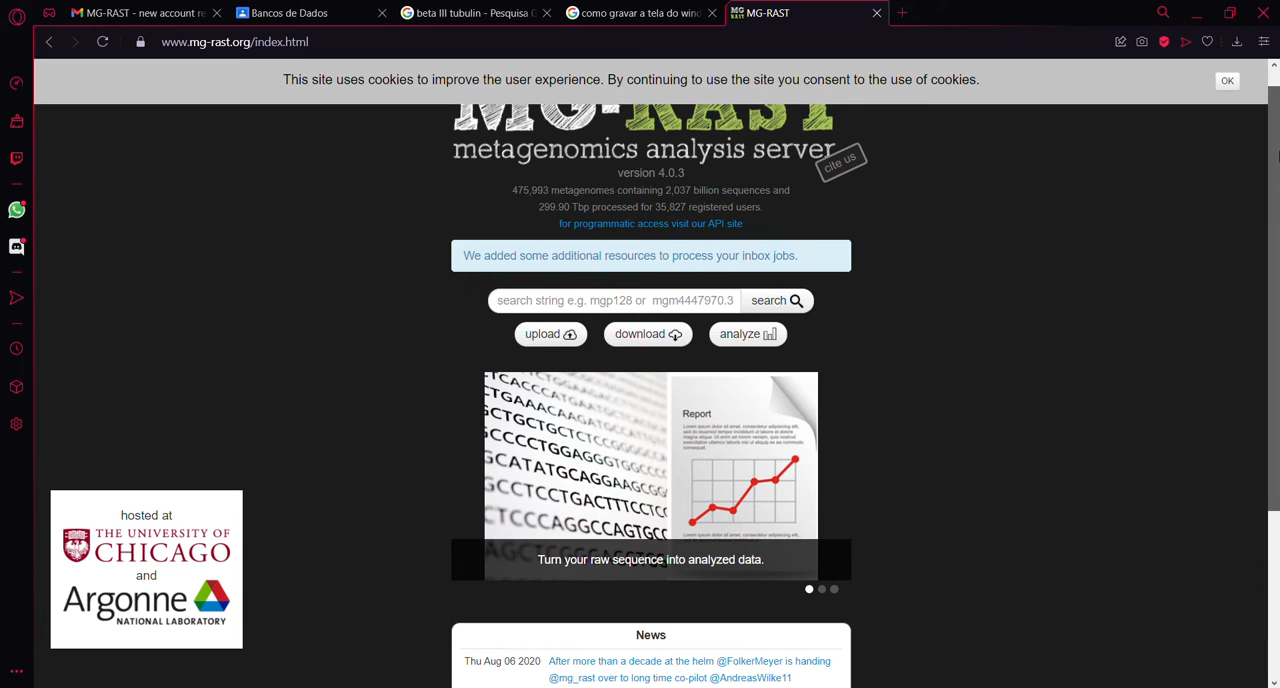 MG-RAST - new account re
Bancos de Dados
beta III tubulin - Pesquisa G
como gravar a tela do wind
MG-RAST
www.mg-rast.org/index.html
This site uses cookies to improve the user experience. By continuing to use the site you consent to the use of cookies.
OK
MG-RAST
metagenomics analysis server
cite us
version 4.0.3
475,993 metagenomes containing 2,037 billion sequences and
299.90 Tbp processed for 35,827 registered users.
for programmatic access visit our API site
We added some additional resources to process your inbox jobs.
search string e.g. mgp128 or mgm4447970.3
search
upload
download
analyze
Report
Turn your raw sequence into analyzed data.
hosted at
THE UNIVERSITY OF
CHICAGO
and
Argonne
NATIONAL LABORATORY
News
Thu Aug 06 2020 After more than a decade at the helm @FolkerMeyer is handing
@mg_rast over to long time co-pilot @AndreasWilke11